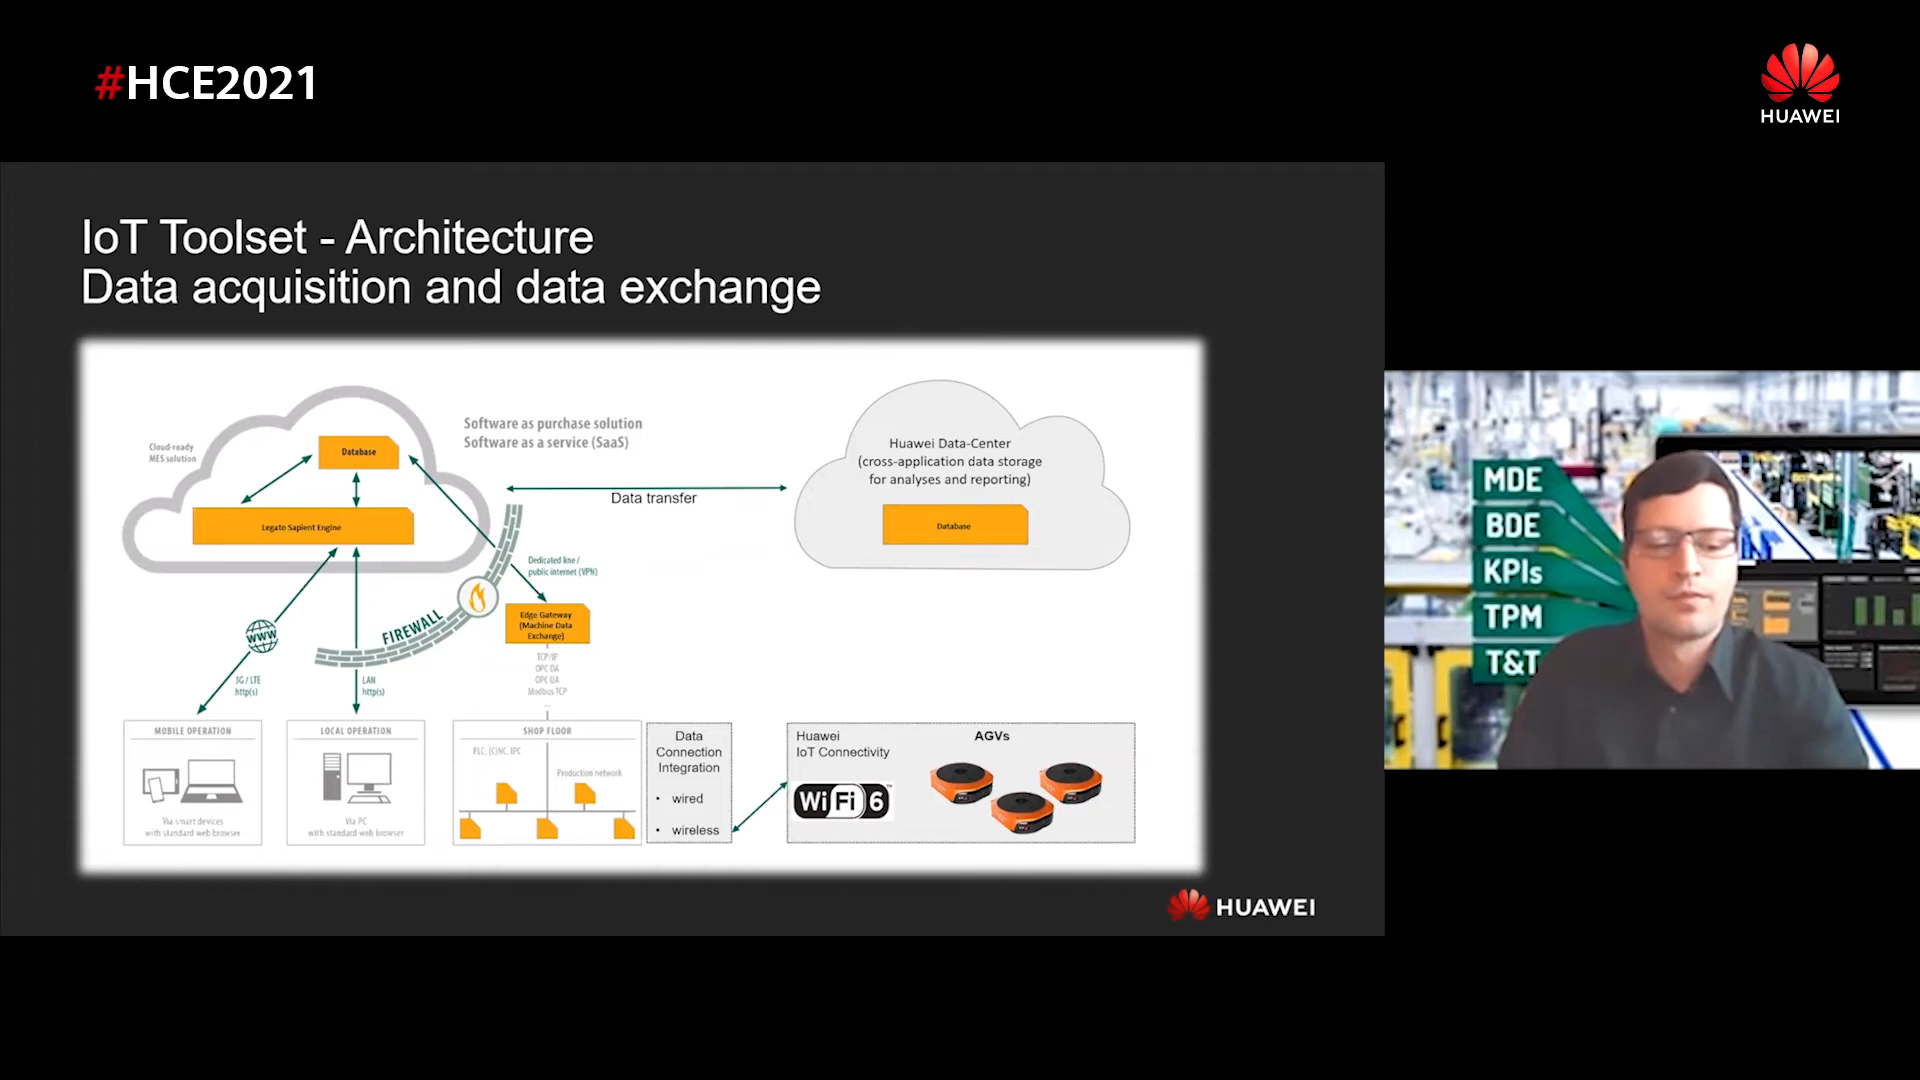 #HCE2021
HUAWEI
IoT Toolset - Architecture
Data acquisition and data exchange
Cloud-ready
MES solution
Database
Legato Sapient Engine
Software as purchase solution
Software as a service (SaaS)
Data transfer
Huawei Data-Center
(cross-application data storage
for analyses and reporting)
Database
Dedicated line /
public internet (VPN)
FIREWALL
Edge Gateway
(Machine Data
Exchange)
TCP/IP
OPC DA
OPC UA
Modbus TCP
...
WWW
3G / LTE
http(s)
LAN
http(s)
MOBILE OPERATION
Via smart devices
with standard web browser
LOCAL OPERATION
Via PC
with standard web browser
SHOP FLOOR
PLC, (C)NC, IPC
Production network
Data
Connection
Integration
• wired
• wireless
Huawei
IoT Connectivity
WiFi 6
AGVs
HUAWEI
MDE
BDE
KPIs
TPM
T&T